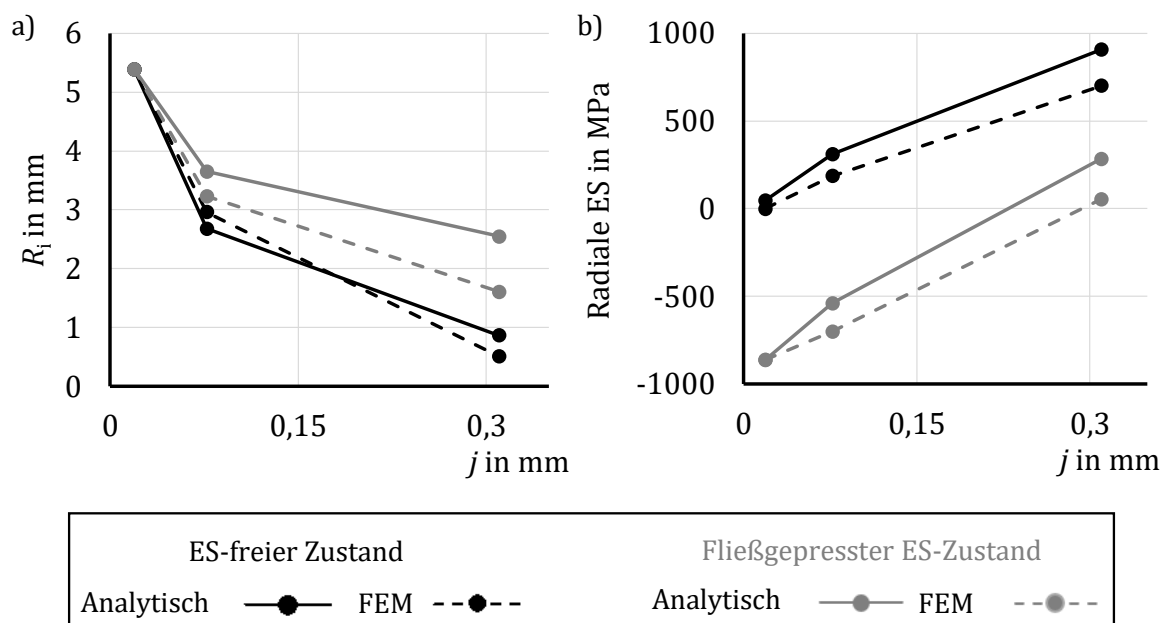 a)
6
5
4
3
2
1
0
Ri in mm
0 0,15 0,3
j in mm
b)
1000
500
0
-500
-1000
Radiale ES in MPa
0 0,15 0,3
j in mm
ES-freier Zustand
Analytisch FEM
Fließgepresster ES-Zustand
Analytisch FEM